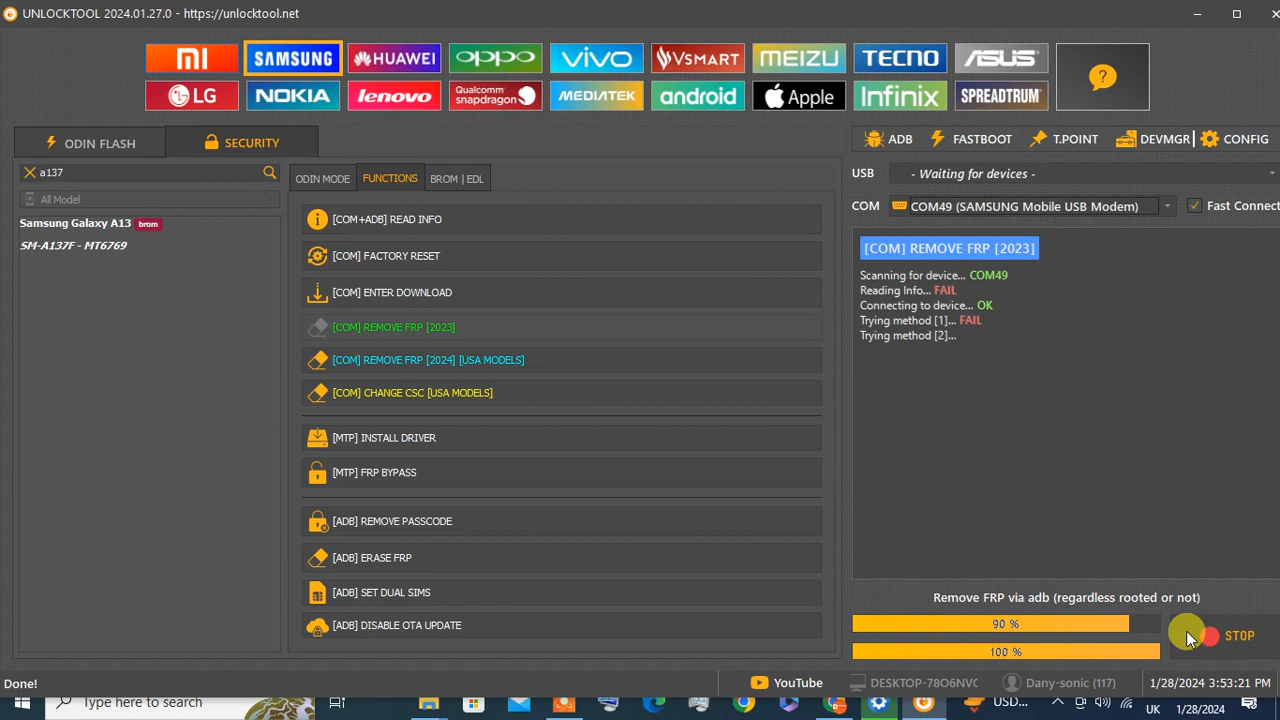 UNLOCKTOOL 2024.01.27.0 - https://unlocktool.net
mi SAMSUNG HUAWEI oppo vivo VSMART MEIZU TECNO ASUS ?
LG NOKIA lenovo Qualcomm snapdragon MEDIATEK android Apple Infinix SPREADTRUM
ODIN FLASH SECURITY
ADB FASTBOOT T.POINT DEVMGR CONFIG
a137
All Model
Samsung Galaxy A13 brom
SM-A137F - MT6769
ODIN MODE FUNCTIONS BROM | EDL
[COM+ADB] READ INFO
[COM] FACTORY RESET
[COM] ENTER DOWNLOAD
[COM] REMOVE FRP [2023]
[COM] REMOVE FRP [2024] [USA MODELS]
[COM] CHANGE CSC [USA MODELS]
[MTP] INSTALL DRIVER
[MTP] FRP BYPASS
[ADB] REMOVE PASSCODE
[ADB] ERASE FRP
[ADB] SET DUAL SIMS
[ADB] DISABLE OTA UPDATE
USB - Waiting for devices -
COM COM49 (SAMSUNG Mobile USB Modem) Fast Connect
[COM] REMOVE FRP [2023]
Scanning for device... COM49
Reading Info... FAIL
Connecting to device... OK
Trying method [1]... FAIL
Trying method [2]...
Remove FRP via adb (regardless rooted or not)
90 %
100 %
STOP
Done! YouTube DESKTOP-78O6NVC Dany-sonic (117) 1/28/2024 3:53:21 PM
Type here to search USD... UK 3:53 PM
1/28/2024